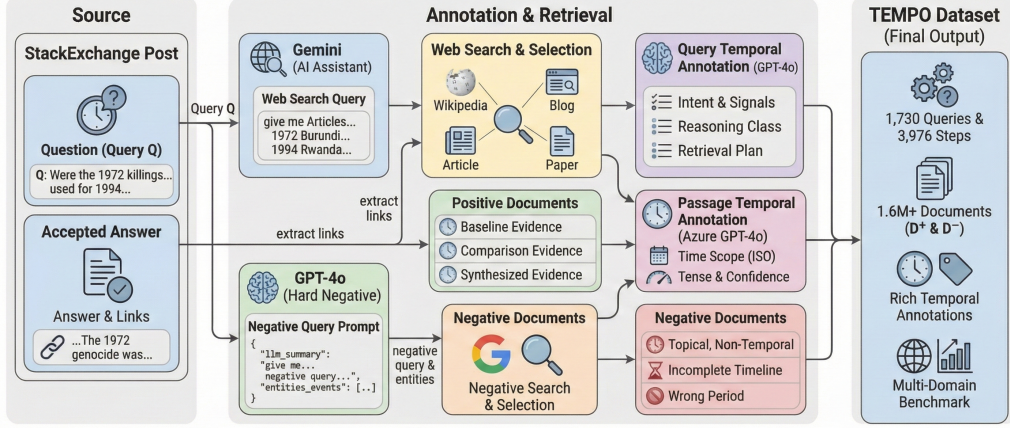 Source
StackExchange Post
Question (Query Q)
Q: Were the 1972 killings...
used for 1994...
Accepted Answer
Answer & Links
...The 1972
genocide was...
Query Q
extract
links
extract links
Annotation & Retrieval
Gemini
(AI Assistant)
Web Search Query
give me Articles...
1972 Burundi...
1994 Rwanda...
GPT-4o
(Hard Negative)
Negative Query Prompt
{
"llm_summary":
"give me...
negative query...",
"entities_events": [..]
}
negative
query &
entities
Web Search & Selection
Wikipedia
Blog
Article
Paper
Positive Documents
Baseline Evidence
Comparison Evidence
Synthesized Evidence
Negative Documents
Negative Search
& Selection
Query Temporal
Annotation (GPT-4o)
Intent & Signals
Reasoning Class
Retrieval Plan
Passage Temporal
Annotation
(Azure GPT-4o)
Time Scope (ISO)
Tense & Confidence
Negative Documents
Topical, Non-Temporal
Incomplete Timeline
Wrong Period
TEMPO Dataset
(Final Output)
1,730 Queries &
3,976 Steps
1.6M+ Documents
(D⁺ & D⁻)
Rich Temporal
Annotations
Multi-Domain
Benchmark